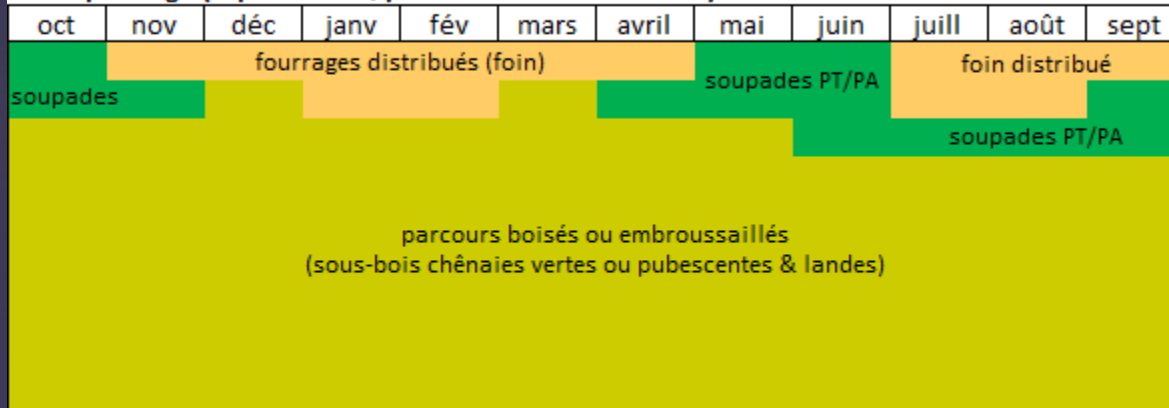 oct nov déc janv fév mars avril mai juin juill août sept
fourrages distribués (foin)
foin distribué
soupades PT/PA
soupades
soupades PT/PA
parcours boisés ou embroussaillés
(sous-bois chênaies vertes ou pubescentes & landes)